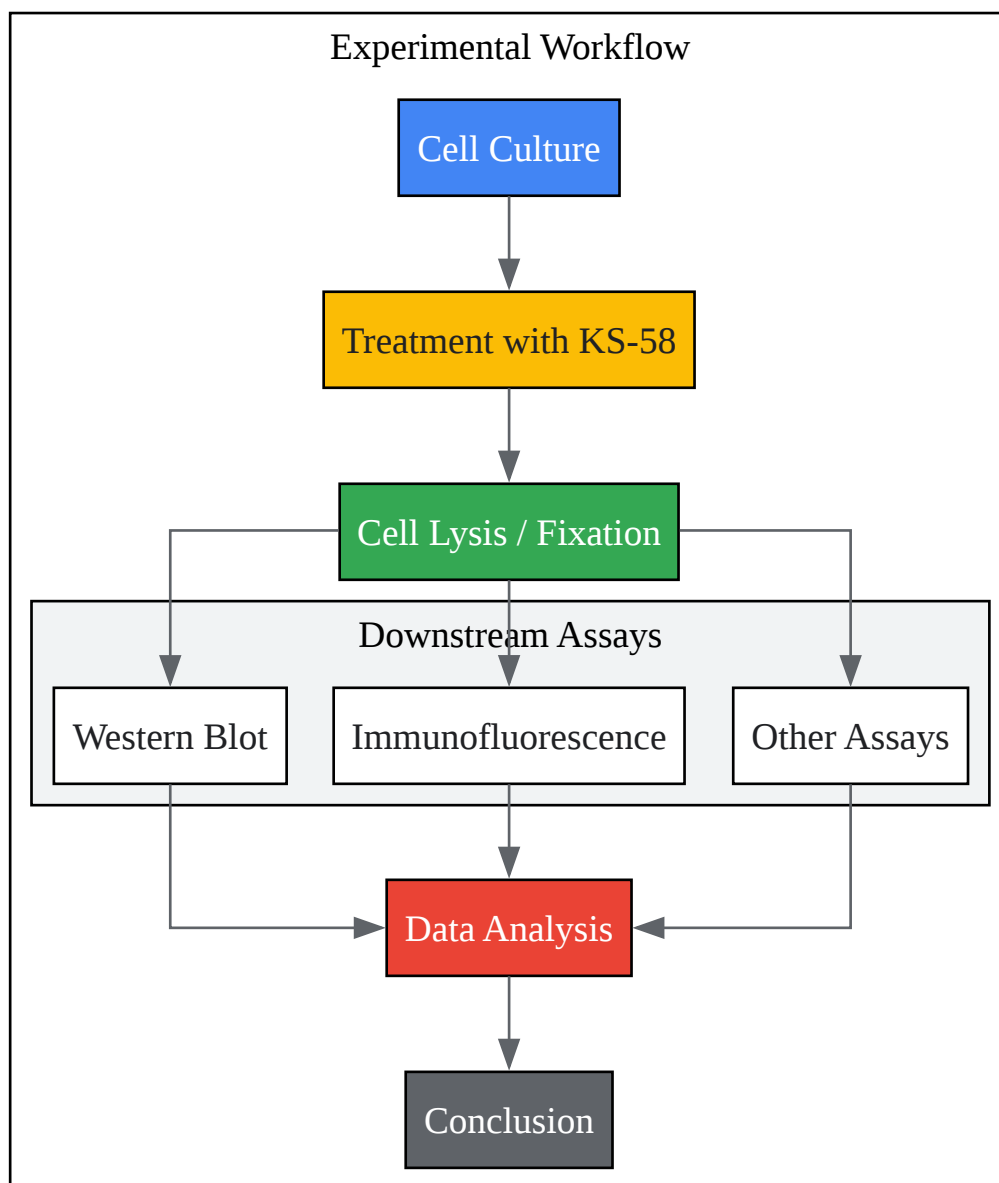 Experimental Workflow
Cell Culture
Treatment with KS-58
Cell Lysis / Fixation
Downstream Assays
Western Blot
Immunofluorescence
Other Assays
Data Analysis
Conclusion